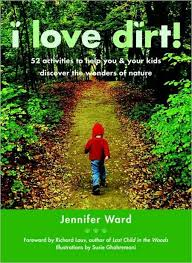 i love dirt!
52 activities to help you & your kids
discover the wonders of nature
Jennifer Ward
Foreword by Richard Louv, author of Last Child in the Woods
Illustrations by Susie Ghahremani